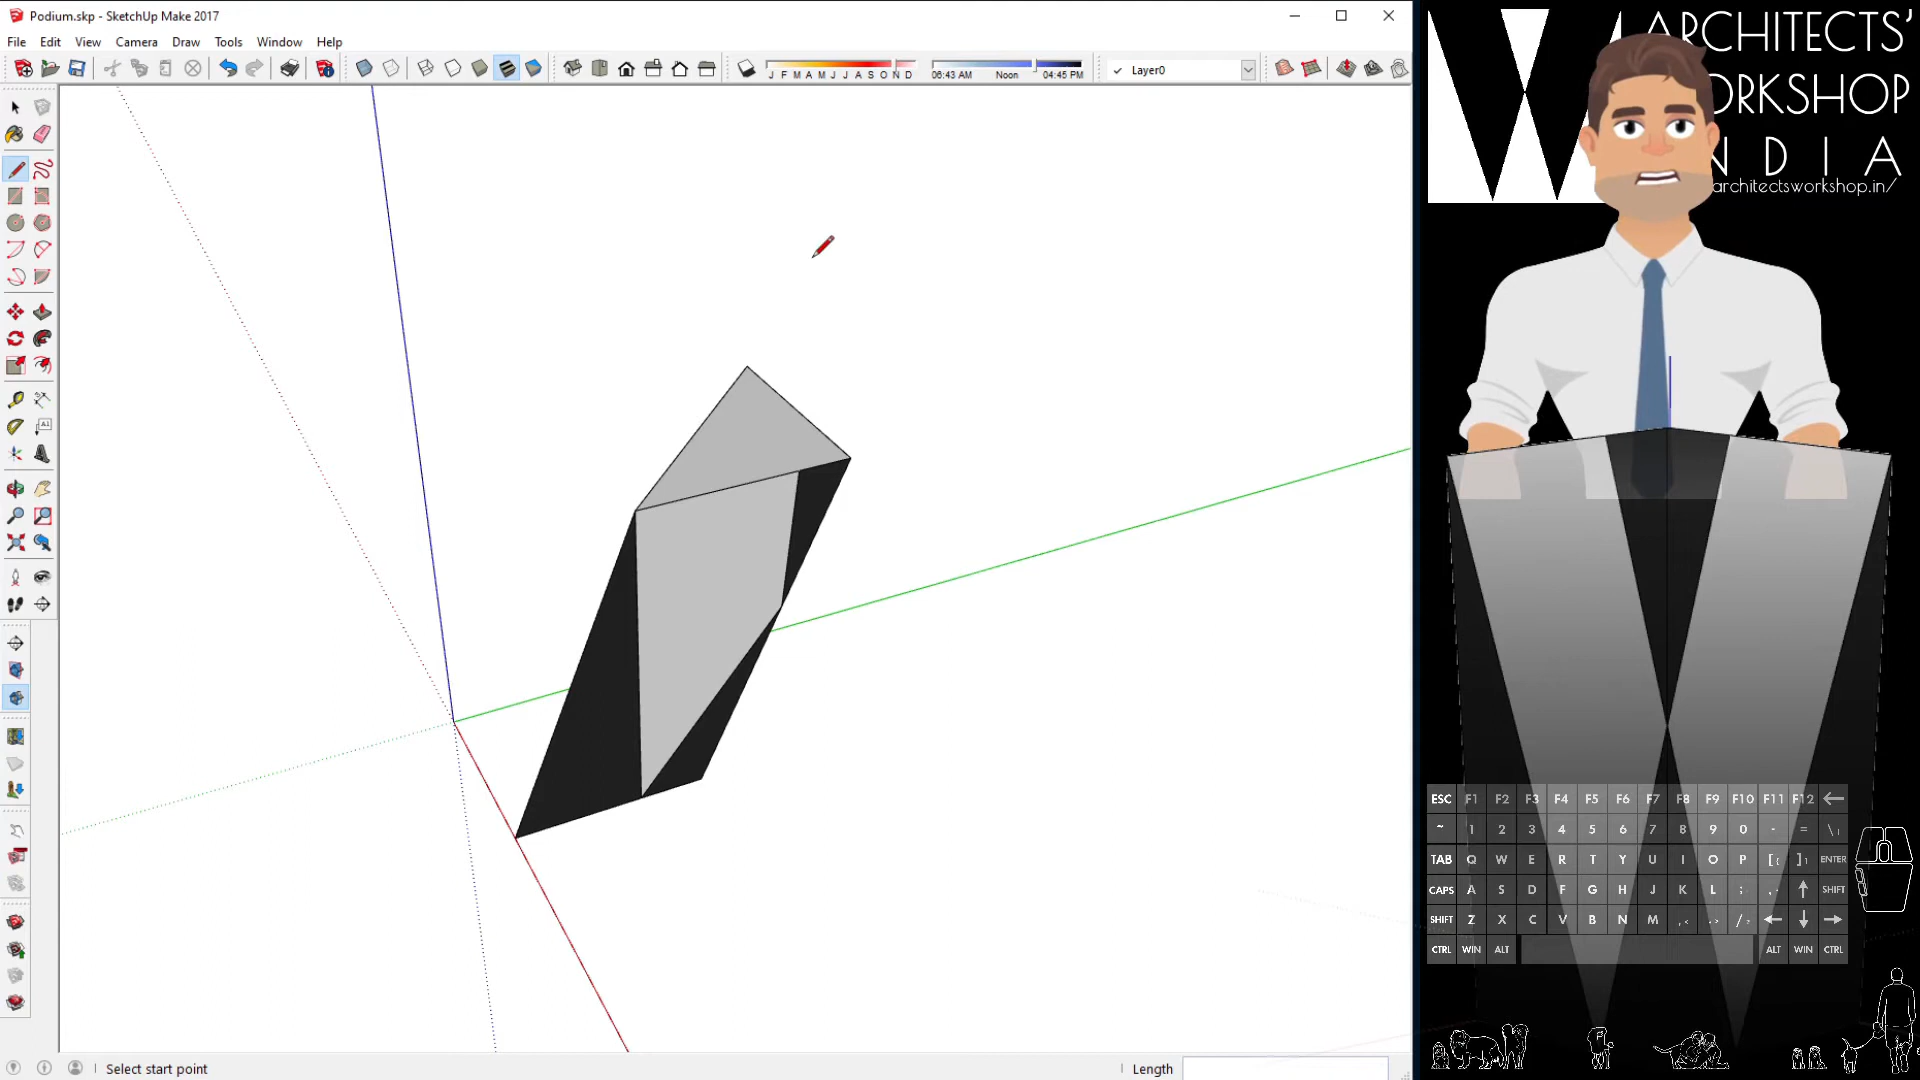 Podium.skp - SketchUp Make 2017
File Edit View Camera Draw Tools Window Help
J F M A M J J A S O N D
06:43 AM Noon 04:45 PM
Layer0
A1
Select start point
Length
ARCHITECTS'
ORKSHOP
NDIA
architectsworkshop.in/
ESC F1 F2 F3 F4 F5 F6 F7 F8 F9 F10 F11 F12
~ 1 2 3 4 5 6 7 8 9 0 - = \
TAB Q W E R T Y U I O P [ ] ENTER
CAPS A S D F G H J K L ; SHIFT
SHIFT Z X C V B N M , . /
CTRL WIN ALT ALT WIN CTRL